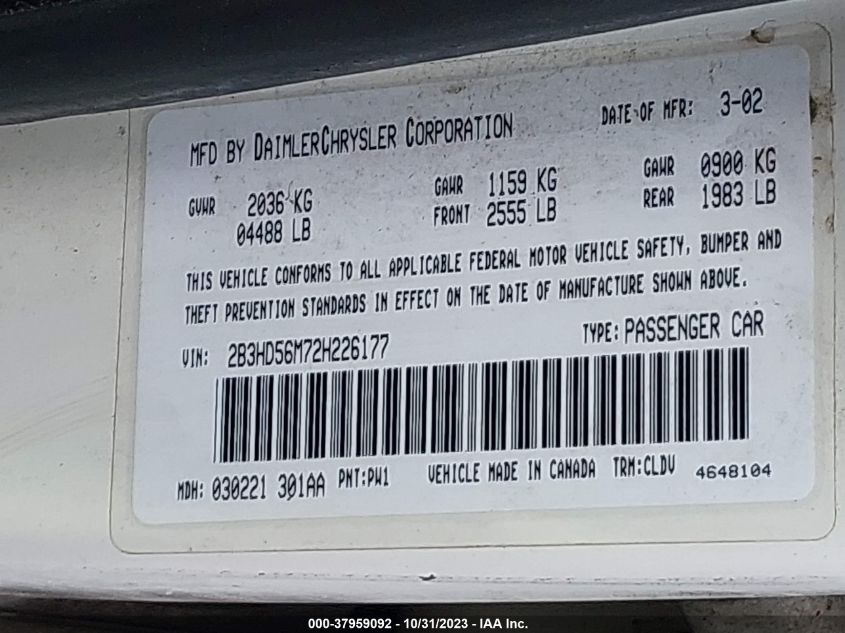 MFD BY DAIMLERCHRYSLER CORPORATION DATE OF MFR: 3-02
GVWR 2036 KG GAWR 1159 KG GAWR 0900 KG
04488 LB FRONT 2555 LB REAR 1983 LB
THIS VEHICLE CONFORMS TO ALL APPLICABLE FEDERAL MOTOR VEHICLE SAFETY, BUMPER AND
THEFT PREVENTION STANDARDS IN EFFECT ON THE DATE OF MANUFACTURE SHOWN ABOVE.
VIN: 2B3HD56M72H226177 TYPE: PASSENGER CAR
MDH: 030221 301AA PNT:PW1 VEHICLE MADE IN CANADA TRM:CLDV 4648104
000-37959092 - 10/31/2023 - IAA Inc.